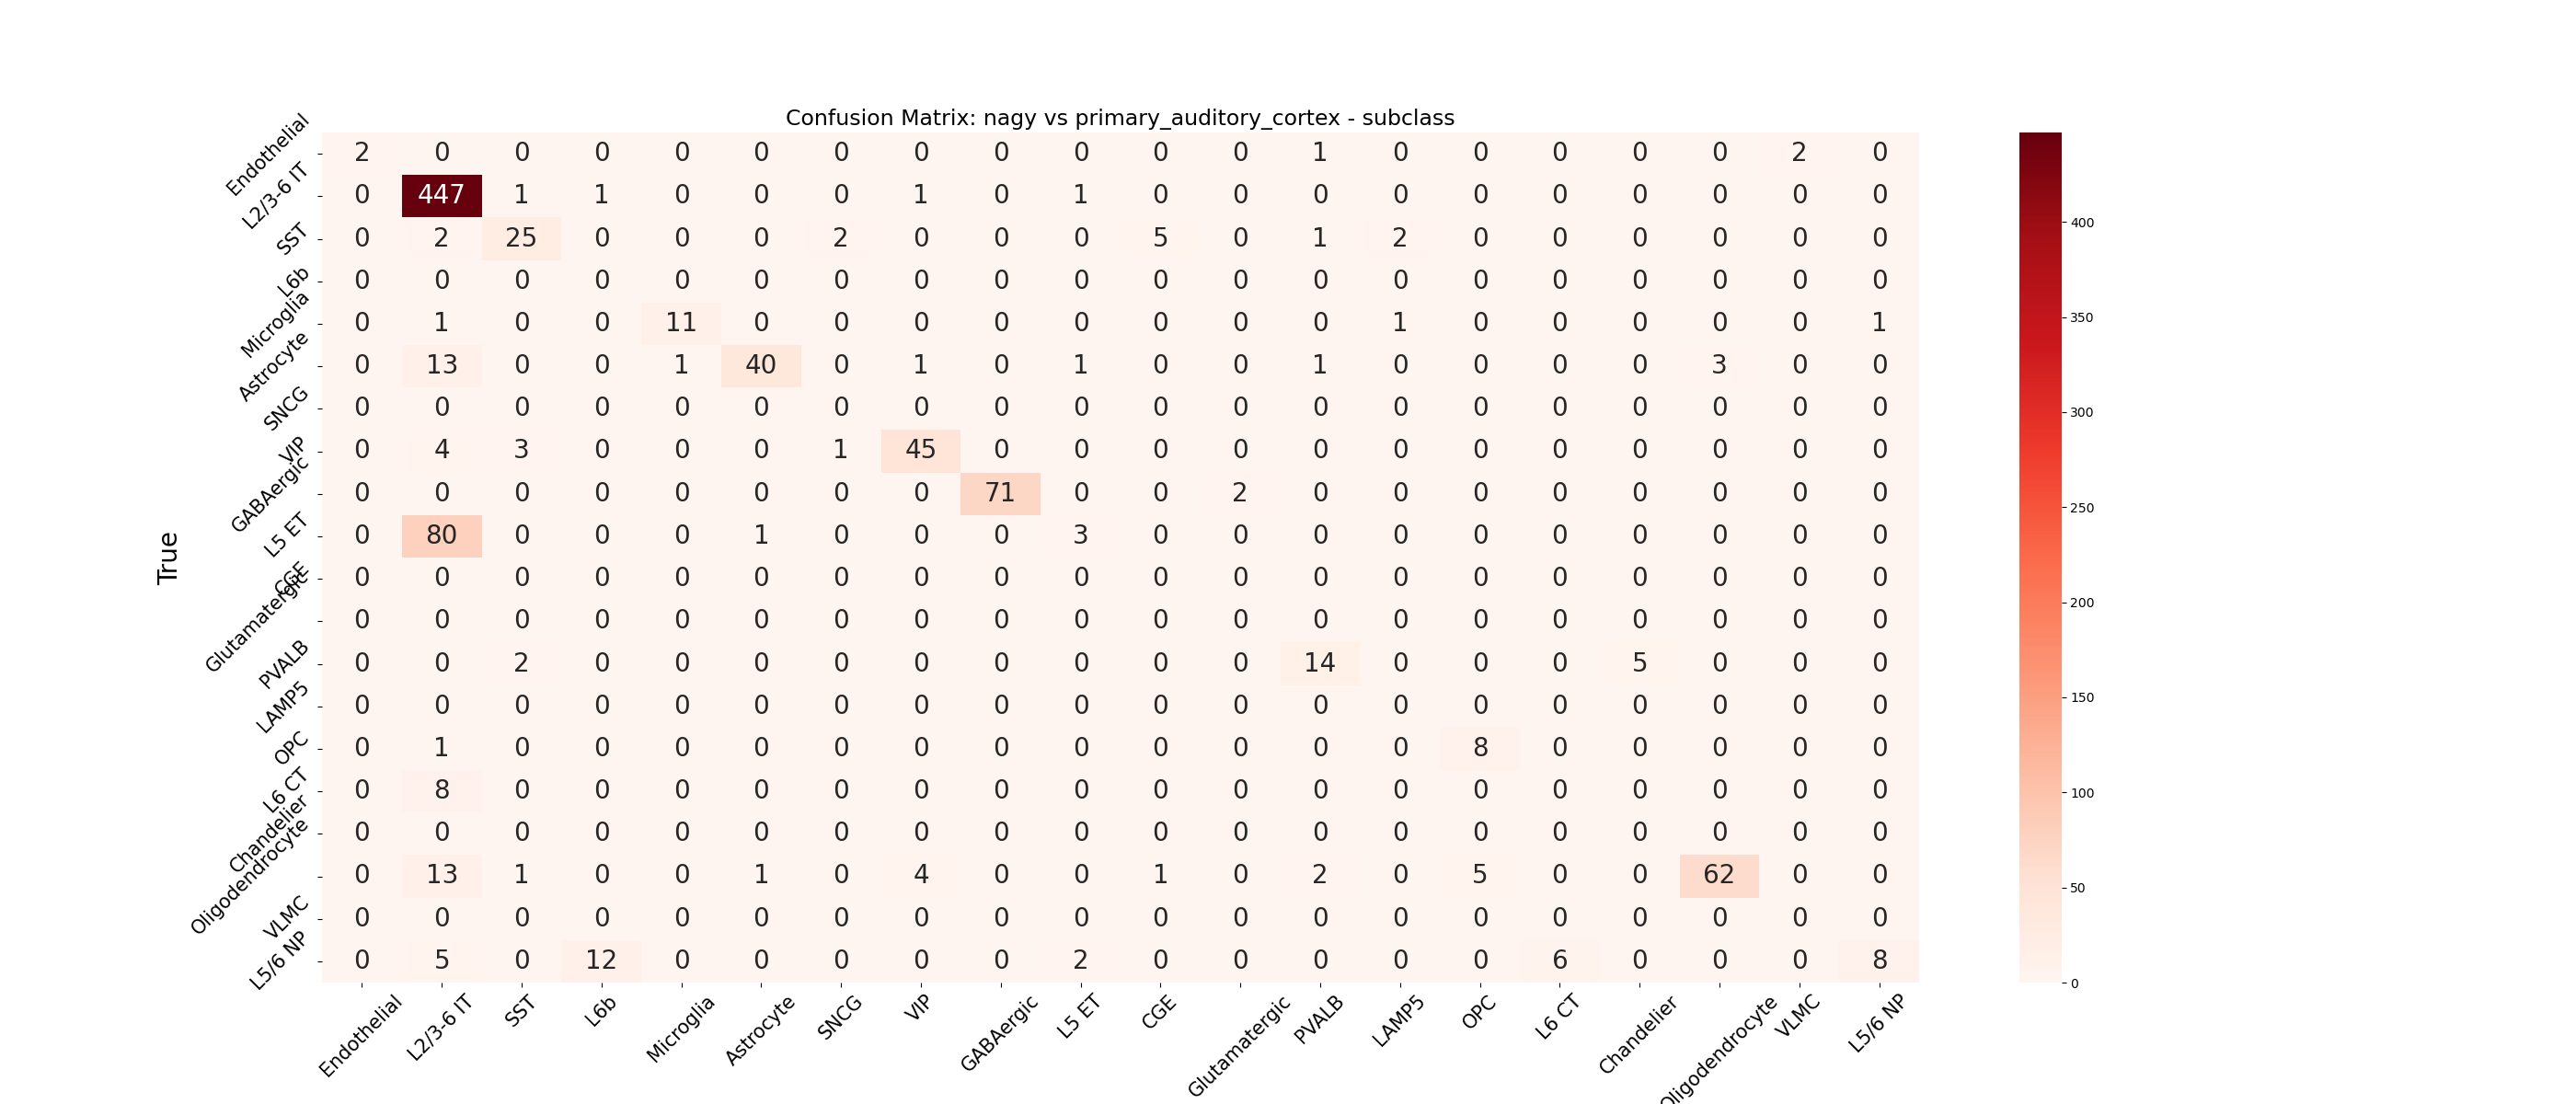 Confusion Matrix: nagy vs primary_auditory_cortex - subclass
Endothelial 2 0 0 0 0 0 0 0 0 0 0 0 1 0 0 0 0 0 2 0
L2/3-6 IT 0 447 1 1 0 0 0 1 0 1 0 0 0 0 0 0 0 0 0 0
SST 0 2 25 0 0 0 2 0 0 0 5 0 1 2 0 0 0 0 0 0
L6b 0 0 0 0 0 0 0 0 0 0 0 0 0 0 0 0 0 0 0 0
Microglia 0 1 0 0 11 0 0 0 0 0 0 0 0 1 0 0 0 0 0 1
Astrocyte 0 13 0 0 1 40 0 1 0 1 0 0 1 0 0 0 0 3 0 0
SNCG 0 0 0 0 0 0 0 0 0 0 0 0 0 0 0 0 0 0 0 0
VIP 0 4 3 0 0 0 1 45 0 0 0 0 0 0 0 0 0 0 0 0
GABAergic 0 0 0 0 0 0 0 0 71 0 0 2 0 0 0 0 0 0 0 0
L5 ET 0 80 0 0 0 1 0 0 0 3 0 0 0 0 0 0 0 0 0 0
CGE 0 0 0 0 0 0 0 0 0 0 0 0 0 0 0 0 0 0 0 0
Glutamatergic 0 0 0 0 0 0 0 0 0 0 0 0 0 0 0 0 0 0 0 0
PVALB 0 0 2 0 0 0 0 0 0 0 0 0 14 0 0 0 5 0 0 0
LAMP5 0 0 0 0 0 0 0 0 0 0 0 0 0 0 0 0 0 0 0 0
OPC 0 1 0 0 0 0 0 0 0 0 0 0 0 0 8 0 0 0 0 0
L6 CT 0 8 0 0 0 0 0 0 0 0 0 0 0 0 0 0 0 0 0 0
Chandelier 0 0 0 0 0 0 0 0 0 0 0 0 0 0 0 0 0 0 0 0
Oligodendrocyte 0 13 1 0 0 1 0 4 0 0 1 0 2 0 5 0 0 62 0 0
VLMC 0 0 0 0 0 0 0 0 0 0 0 0 0 0 0 0 0 0 0 0
L5/6 NP 0 5 0 12 0 0 0 0 0 2 0 0 0 0 0 6 0 0 0 8
True
Endothelial L2/3-6 IT SST L6b Microglia Astrocyte SNCG VIP GABAergic L5 ET CGE Glutamatergic PVALB LAMP5 OPC L6 CT Chandelier Oligodendrocyte VLMC L5/6 NP
400
350
300
250
200
150
100
50
0